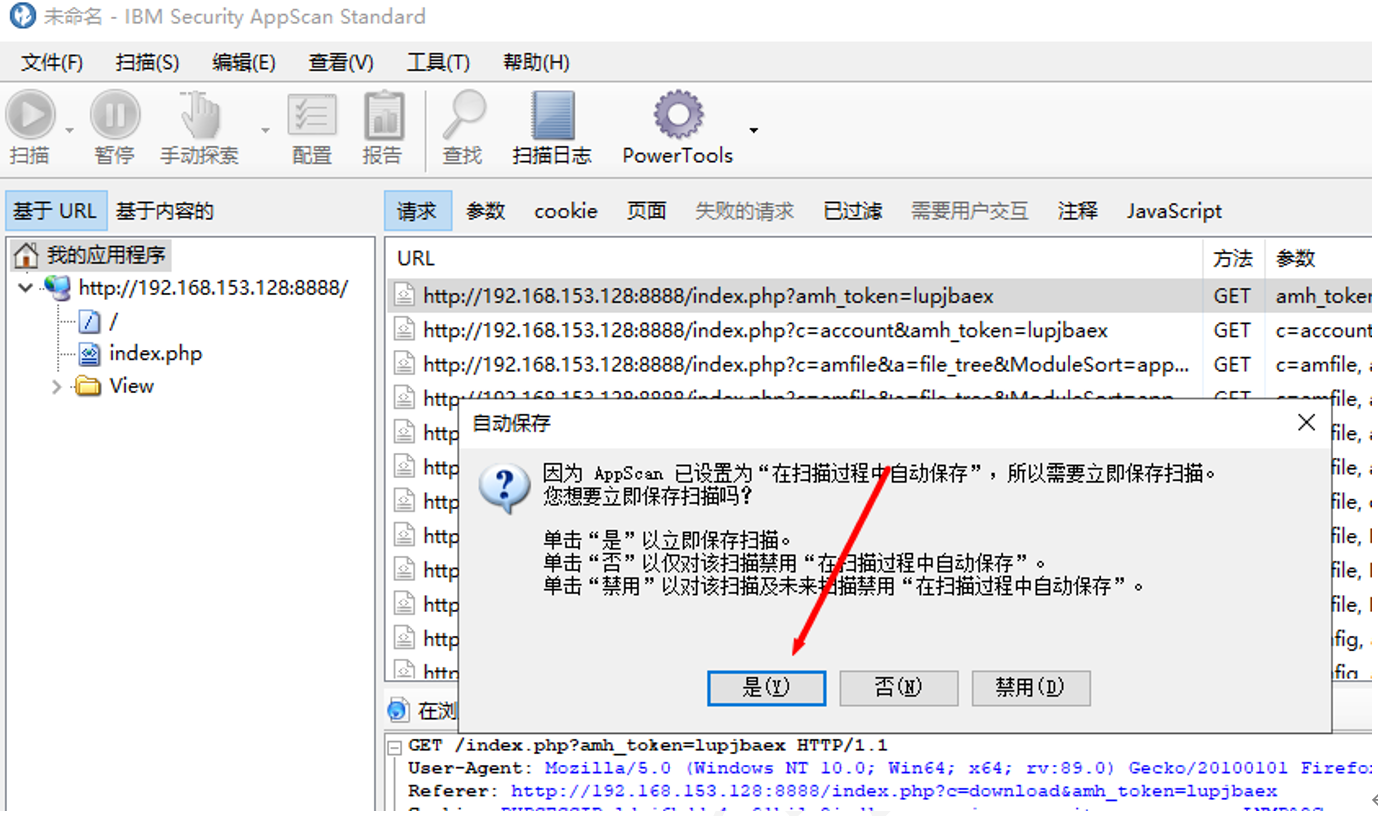 未命名 - IBM Security AppScan Standard
文件(F) 扫描(S) 编辑(E) 查看(V) 工具(T) 帮助(H)
扫描 暂停 手动探索 配置 报告 查找 扫描日志 PowerTools
基于 URL 基于内容的 请求 参数 cookie 页面 失败的请求 已过滤 需要用户交互 注释 JavaScript
我的应用程序
http://192.168.153.128:8888/
/
index.php
View
URL 方法 参数
http://192.168.153.128:8888/index.php?amh_token=lupjbaex GET amh_token
http://192.168.153.128:8888/index.php?c=account&amh_token=lupjbaex GET c=account
http://192.168.153.128:8888/index.php?c=amfile&a=file_tree&ModuleSort=app... GET c=amfile, a
http://192.168.153.128:8888/index.php?c=amfile&a=file_tree&ModuleSort=app... GET c=amfile, a
http
http
http
http
http
http
http
http
file, a
file, a
file, c
file, l
file, l
file, l
fig, a
fig, a
自动保存
因为 AppScan 已设置为“在扫描过程中自动保存”，所以需要立即保存扫描。
您想要立即保存扫描吗?
单击“是”以立即保存扫描。
单击“否”以仅对该扫描禁用“在扫描过程中自动保存”。
单击“禁用”以对该扫描及未来扫描禁用“在扫描过程中自动保存”。
是(Y) 否(N) 禁用(D)
在浏
GET /index.php?amh_token=lupjbaex HTTP/1.1
User-Agent: Mozilla/5.0 (Windows NT 10.0; Win64; x64; rv:89.0) Gecko/20100101 Firefox
Referer: http://192.168.153.128:8888/index.php?c=download&amh_token=lupjbaex